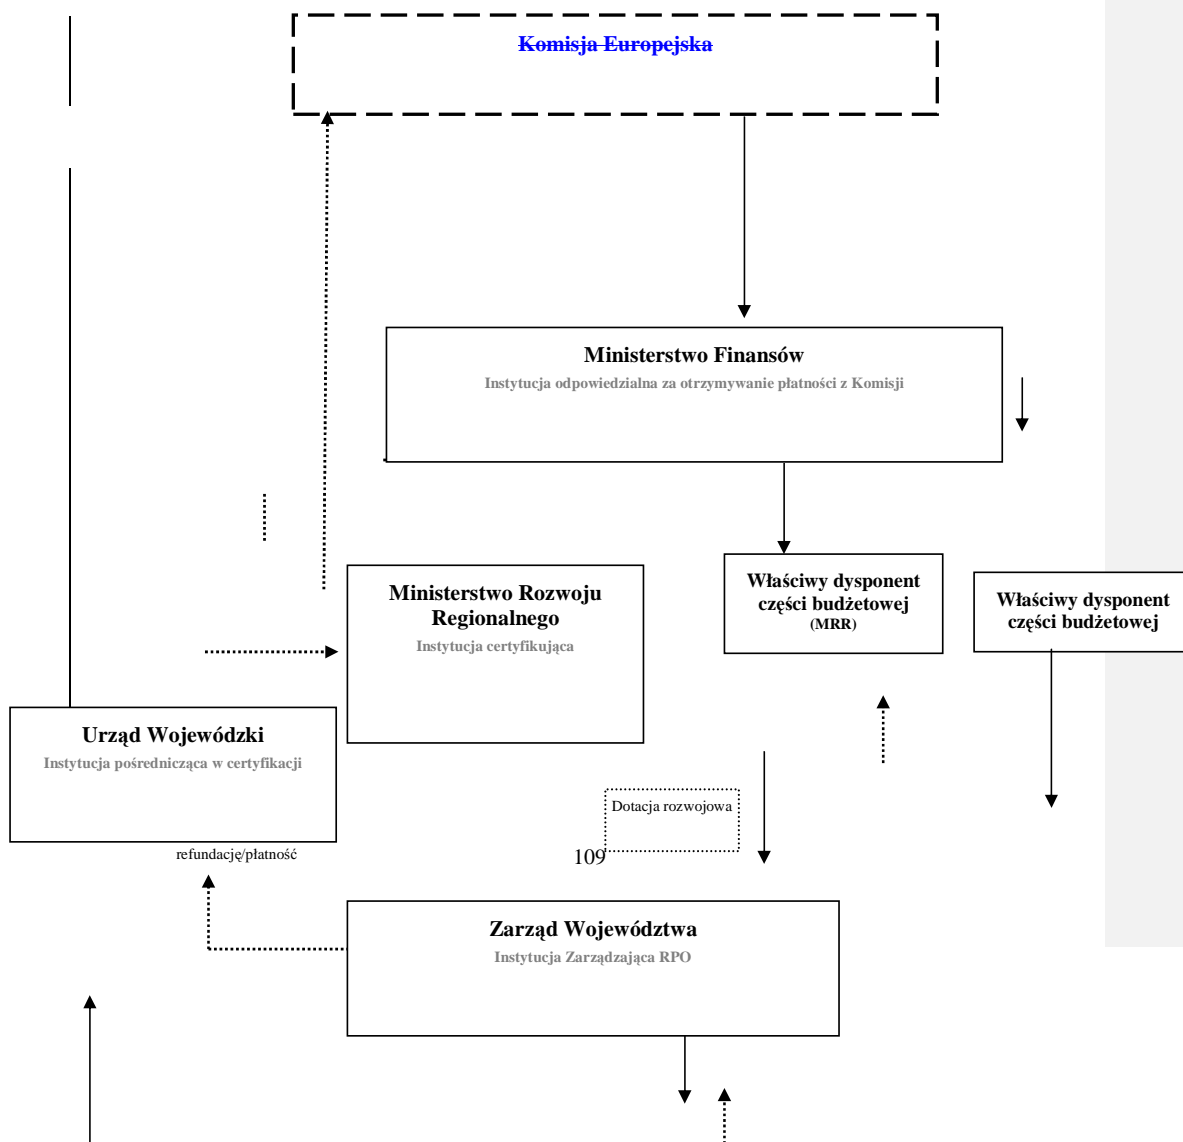 Komisja Europejska
Ministerstwo Finansów
Instytucja odpowiedzialna za otrzymywanie płatności z Komisji
Ministerstwo Rozwoju
Regionalnego
Instytucja certyfikująca
Właściwy dysponent
części budżetowej
(MRR)
Właściwy dysponent
części budżetowej
Urząd Wojewódzki
Instytucja pośrednicząca w certyfikacji
Dotacja rozwojowa
refundację/płatność
109
Zarząd Województwa
Instytucja Zarządzająca RPO